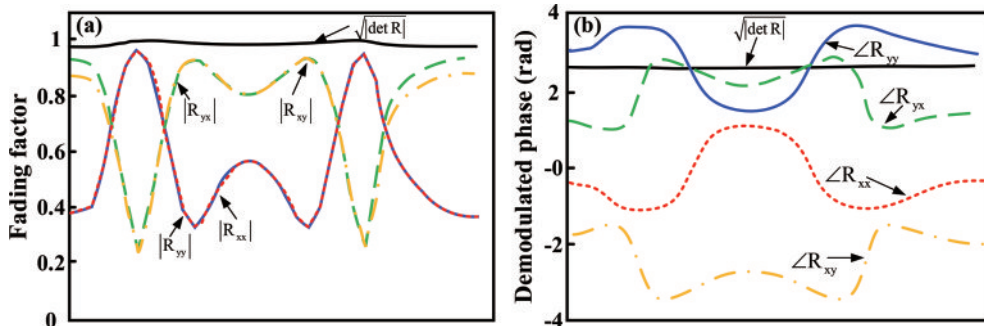 (a)
√|det R|
1
0.8
0.6
0.4
0.2
0
Fading factor
|R_yx|
|R_xy|
|R_yy|
|R_xx|
(b)
√|det R|
∠R_yy
∠R_yx
∠R_xx
∠R_xy
4
2
-0
-2
-4
Demodulated phase (rad)